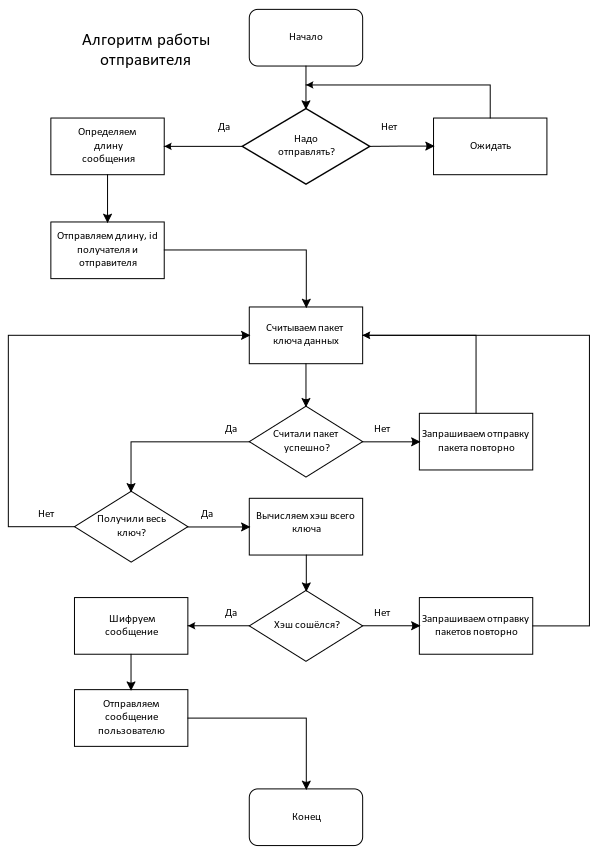 Алгоритм работы
отправителя
Начало
Надо
отправлять?
Да
Нет
Ожидать
Определяем
длину
сообщения
Отправляем длину, id
получателя и
отправителя
Считываем пакет
ключа данных
Считали пакет
успешно?
Да
Нет
Запрашиваем отправку
пакета повторно
Получили весь
ключ?
Нет
Да
Вычисляем хэш всего
ключа
Хэш сошёлся?
Да
Нет
Запрашиваем отправку
пакетов повторно
Шифруем
сообщение
Отправляем
сообщение
пользователю
Конец